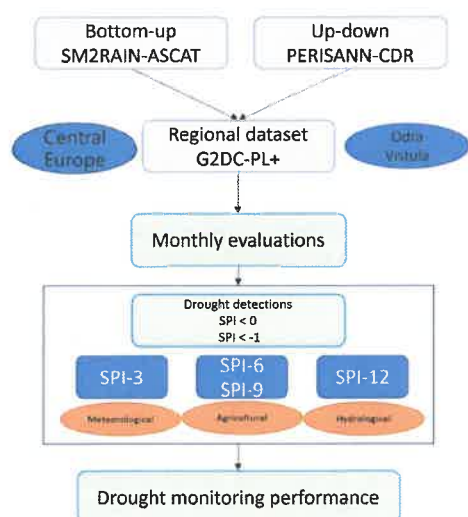 Bottom-up
SM2RAIN-ASCAT
Up-down
PERISANN-CDR
Central
Europe
Regional dataset
G2DC-PL+
Odra
Vistula
Monthly evaluations
Drought detections
SPI < 0
SPI < -1
SPI-3
SPI-6
SPI-9
SPI-12
Meteorological
Agricultural
Hydrological
Drought monitoring performance